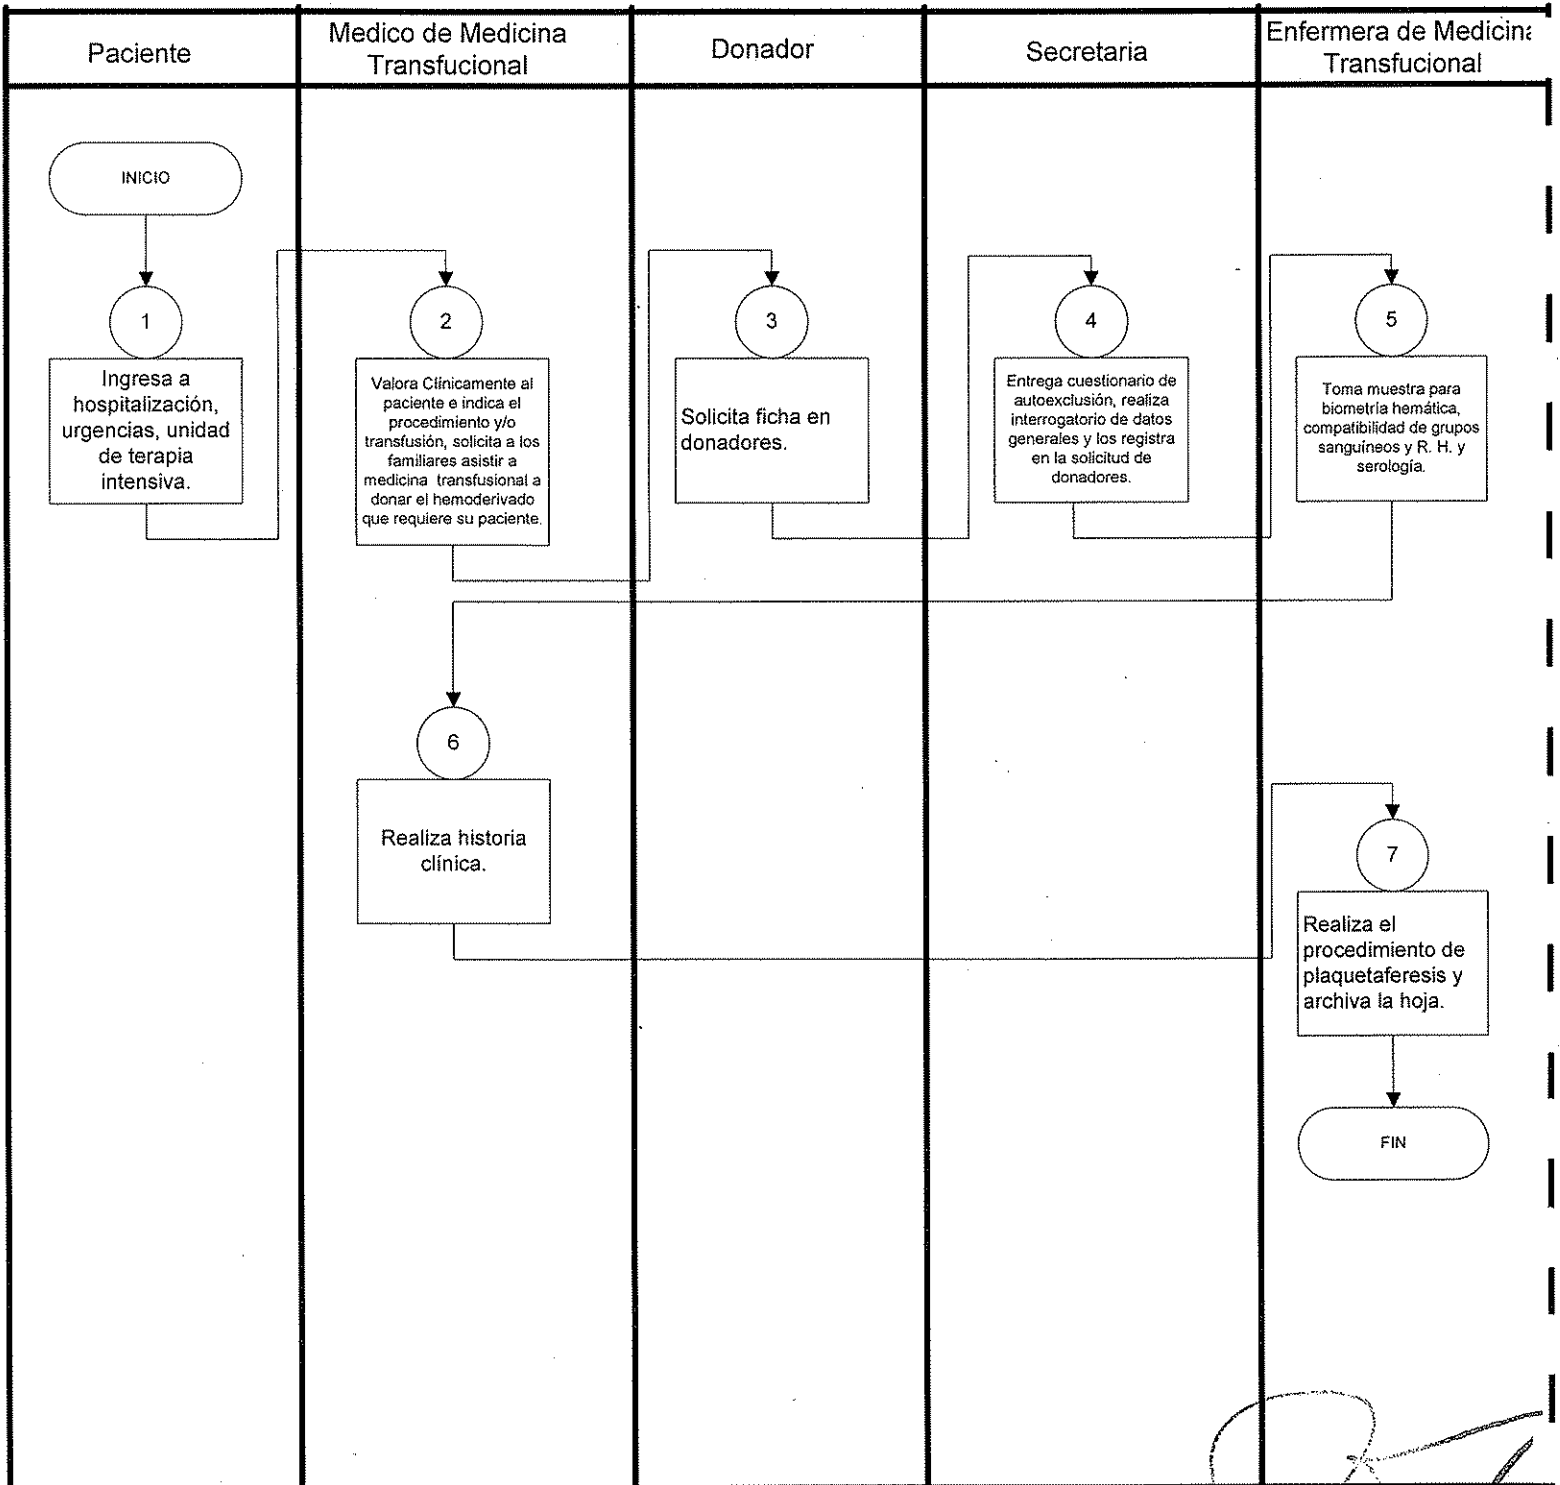 Paciente
Medico de Medicina
Transfucional
Donador
Secretaria
Enfermera de Medicina
Transfucional
INICIO
1
Ingresa a
hospitalización,
urgencias, unidad
de terapia
intensiva.
2
Valora Clínicamente al
paciente e indica el
procedimiento y/o
transfusión, solicita a los
familiares asistir a
medicina transfusional a
donar el hemoderivado
que requiere su paciente.
3
Solicita ficha en
donadores.
4
Entrega cuestionario de
autoexclusión, realiza
interrogatorio de datos
generales y los registra
en la solicitud de
donadores.
5
Toma muestra para
biometría hemática,
compatibilidad de grupos
sanguíneos y R. H. y
serología.
6
Realiza historia
clínica.
7
Realiza el
procedimiento de
plaquetaferesis y
archiva la hoja.
FIN